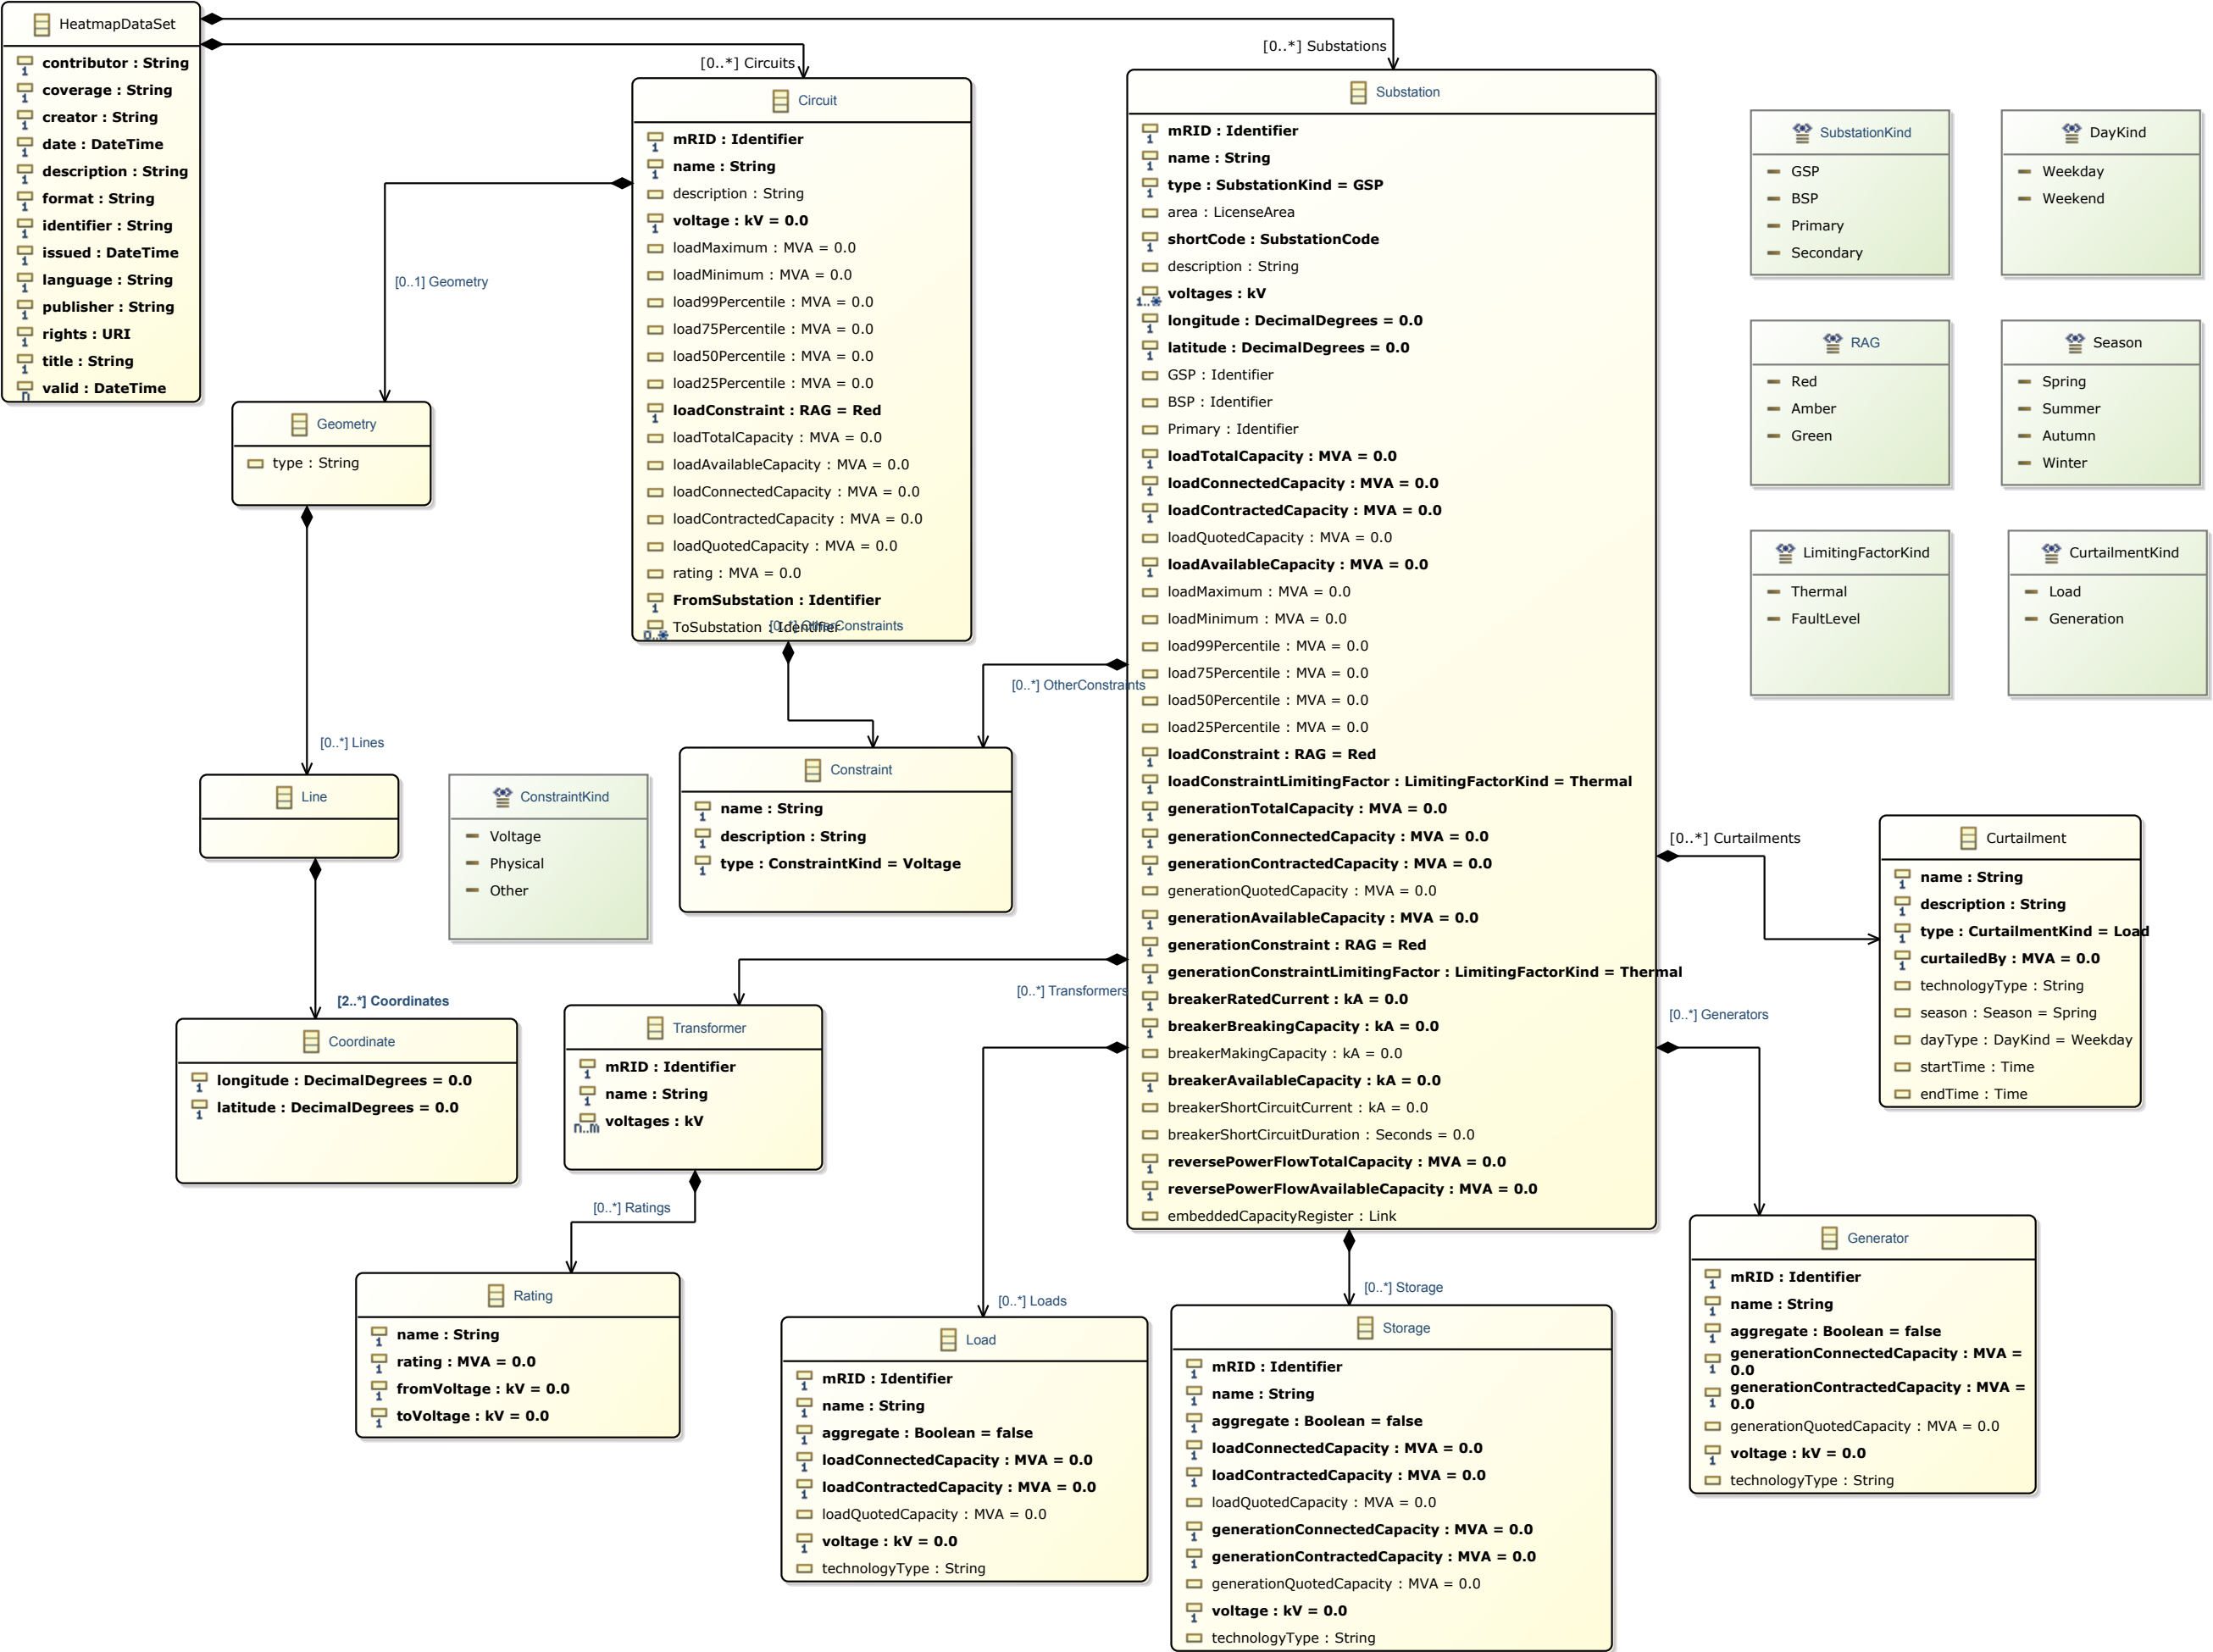 HeatmapDataSet
contributor : String
coverage : String
creator : String
date : DateTime
description : String
format : String
identifier : String
issued : DateTime
language : String
publisher : String
rights : URI
title : String
valid : DateTime
[0..*] Circuits
[0..*] Substations
Circuit
mRID : Identifier
name : String
description : String
voltage : kV = 0.0
loadMaximum : MVA = 0.0
loadMinimum : MVA = 0.0
load99Percentile : MVA = 0.0
load75Percentile : MVA = 0.0
load50Percentile : MVA = 0.0
load25Percentile : MVA = 0.0
loadConstraint : RAG = Red
loadTotalCapacity : MVA = 0.0
loadAvailableCapacity : MVA = 0.0
loadConnectedCapacity : MVA = 0.0
loadContractedCapacity : MVA = 0.0
loadQuotedCapacity : MVA = 0.0
rating : MVA = 0.0
FromSubstation : Identifier
ToSubstation : Identifier
[0..*] OtherConstraints
Substation
mRID : Identifier
name : String
type : SubstationKind = GSP
area : LicenseArea
shortCode : SubstationCode
description : String
1..* voltages : kV
longitude : DecimalDegrees = 0.0
latitude : DecimalDegrees = 0.0
GSP : Identifier
BSP : Identifier
Primary : Identifier
loadTotalCapacity : MVA = 0.0
loadConnectedCapacity : MVA = 0.0
loadContractedCapacity : MVA = 0.0
loadQuotedCapacity : MVA = 0.0
loadAvailableCapacity : MVA = 0.0
loadMaximum : MVA = 0.0
loadMinimum : MVA = 0.0
load99Percentile : MVA = 0.0
load75Percentile : MVA = 0.0
load50Percentile : MVA = 0.0
load25Percentile : MVA = 0.0
loadConstraint : RAG = Red
loadConstraintLimitingFactor : LimitingFactorKind = Thermal
generationTotalCapacity : MVA = 0.0
generationConnectedCapacity : MVA = 0.0
generationContractedCapacity : MVA = 0.0
generationQuotedCapacity : MVA = 0.0
generationAvailableCapacity : MVA = 0.0
generationConstraint : RAG = Red
generationConstraintLimitingFactor : LimitingFactorKind = Thermal
breakerRatedCurrent : kA = 0.0
breakerBreakingCapacity : kA = 0.0
breakerMakingCapacity : kA = 0.0
breakerAvailableCapacity : kA = 0.0
breakerShortCircuitCurrent : kA = 0.0
breakerShortCircuitDuration : Seconds = 0.0
reversePowerFlowTotalCapacity : MVA = 0.0
reversePowerFlowAvailableCapacity : MVA = 0.0
embeddedCapacityRegister : Link
SubstationKind
GSP
BSP
Primary
Secondary
DayKind
Weekday
Weekend
RAG
Red
Amber
Green
Season
Spring
Summer
Autumn
Winter
LimitingFactorKind
Thermal
FaultLevel
CurtailmentKind
Load
Generation
[0..1] Geometry
Geometry
type : String
[0..*] Lines
Line
[2..*] Coordinates
Coordinate
longitude : DecimalDegrees = 0.0
latitude : DecimalDegrees = 0.0
ConstraintKind
Voltage
Physical
Other
[0..*] OtherConstraints
Constraint
name : String
description : String
type : ConstraintKind = Voltage
[0..*] Transformers
Transformer
mRID : Identifier
name : String
n..m voltages : kV
[0..*] Ratings
Rating
name : String
rating : MVA = 0.0
fromVoltage : kV = 0.0
toVoltage : kV = 0.0
[0..*] Loads
Load
mRID : Identifier
name : String
aggregate : Boolean = false
loadConnectedCapacity : MVA = 0.0
loadContractedCapacity : MVA = 0.0
loadQuotedCapacity : MVA = 0.0
voltage : kV = 0.0
technologyType : String
[0..*] Storage
Storage
mRID : Identifier
name : String
aggregate : Boolean = false
loadConnectedCapacity : MVA = 0.0
loadContractedCapacity : MVA = 0.0
loadQuotedCapacity : MVA = 0.0
generationConnectedCapacity : MVA = 0.0
generationContractedCapacity : MVA = 0.0
generationQuotedCapacity : MVA = 0.0
voltage : kV = 0.0
technologyType : String
[0..*] Curtailments
Curtailment
name : String
description : String
type : CurtailmentKind = Load
curtailedBy : MVA = 0.0
technologyType : String
season : Season = Spring
dayType : DayKind = Weekday
startTime : Time
endTime : Time
[0..*] Generators
Generator
mRID : Identifier
name : String
aggregate : Boolean = false
generationConnectedCapacity : MVA =
0.0
generationContractedCapacity : MVA =
0.0
generationQuotedCapacity : MVA = 0.0
voltage : kV = 0.0
technologyType : String